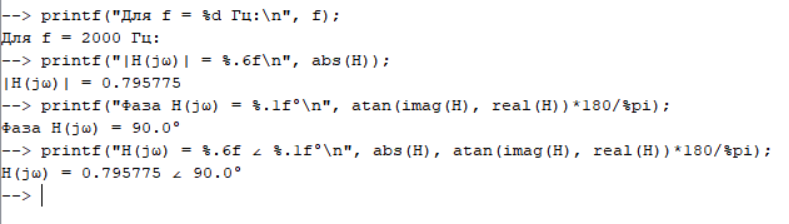 --> printf("Для f = %d Гц:\n", f);
Для f = 2000 Гц:
--> printf("|H(jω)| = %.6f\n", abs(H));
|H(jω)| = 0.795775
--> printf("Фаза H(jω) = %.1f°\n", atan(imag(H), real(H))*180/%pi);
Фаза H(jω) = 90.0°
--> printf("H(jω) = %.6f ∠ %.1f°\n", abs(H), atan(imag(H), real(H))*180/%pi);
H(jω) = 0.795775 ∠ 90.0°
-->